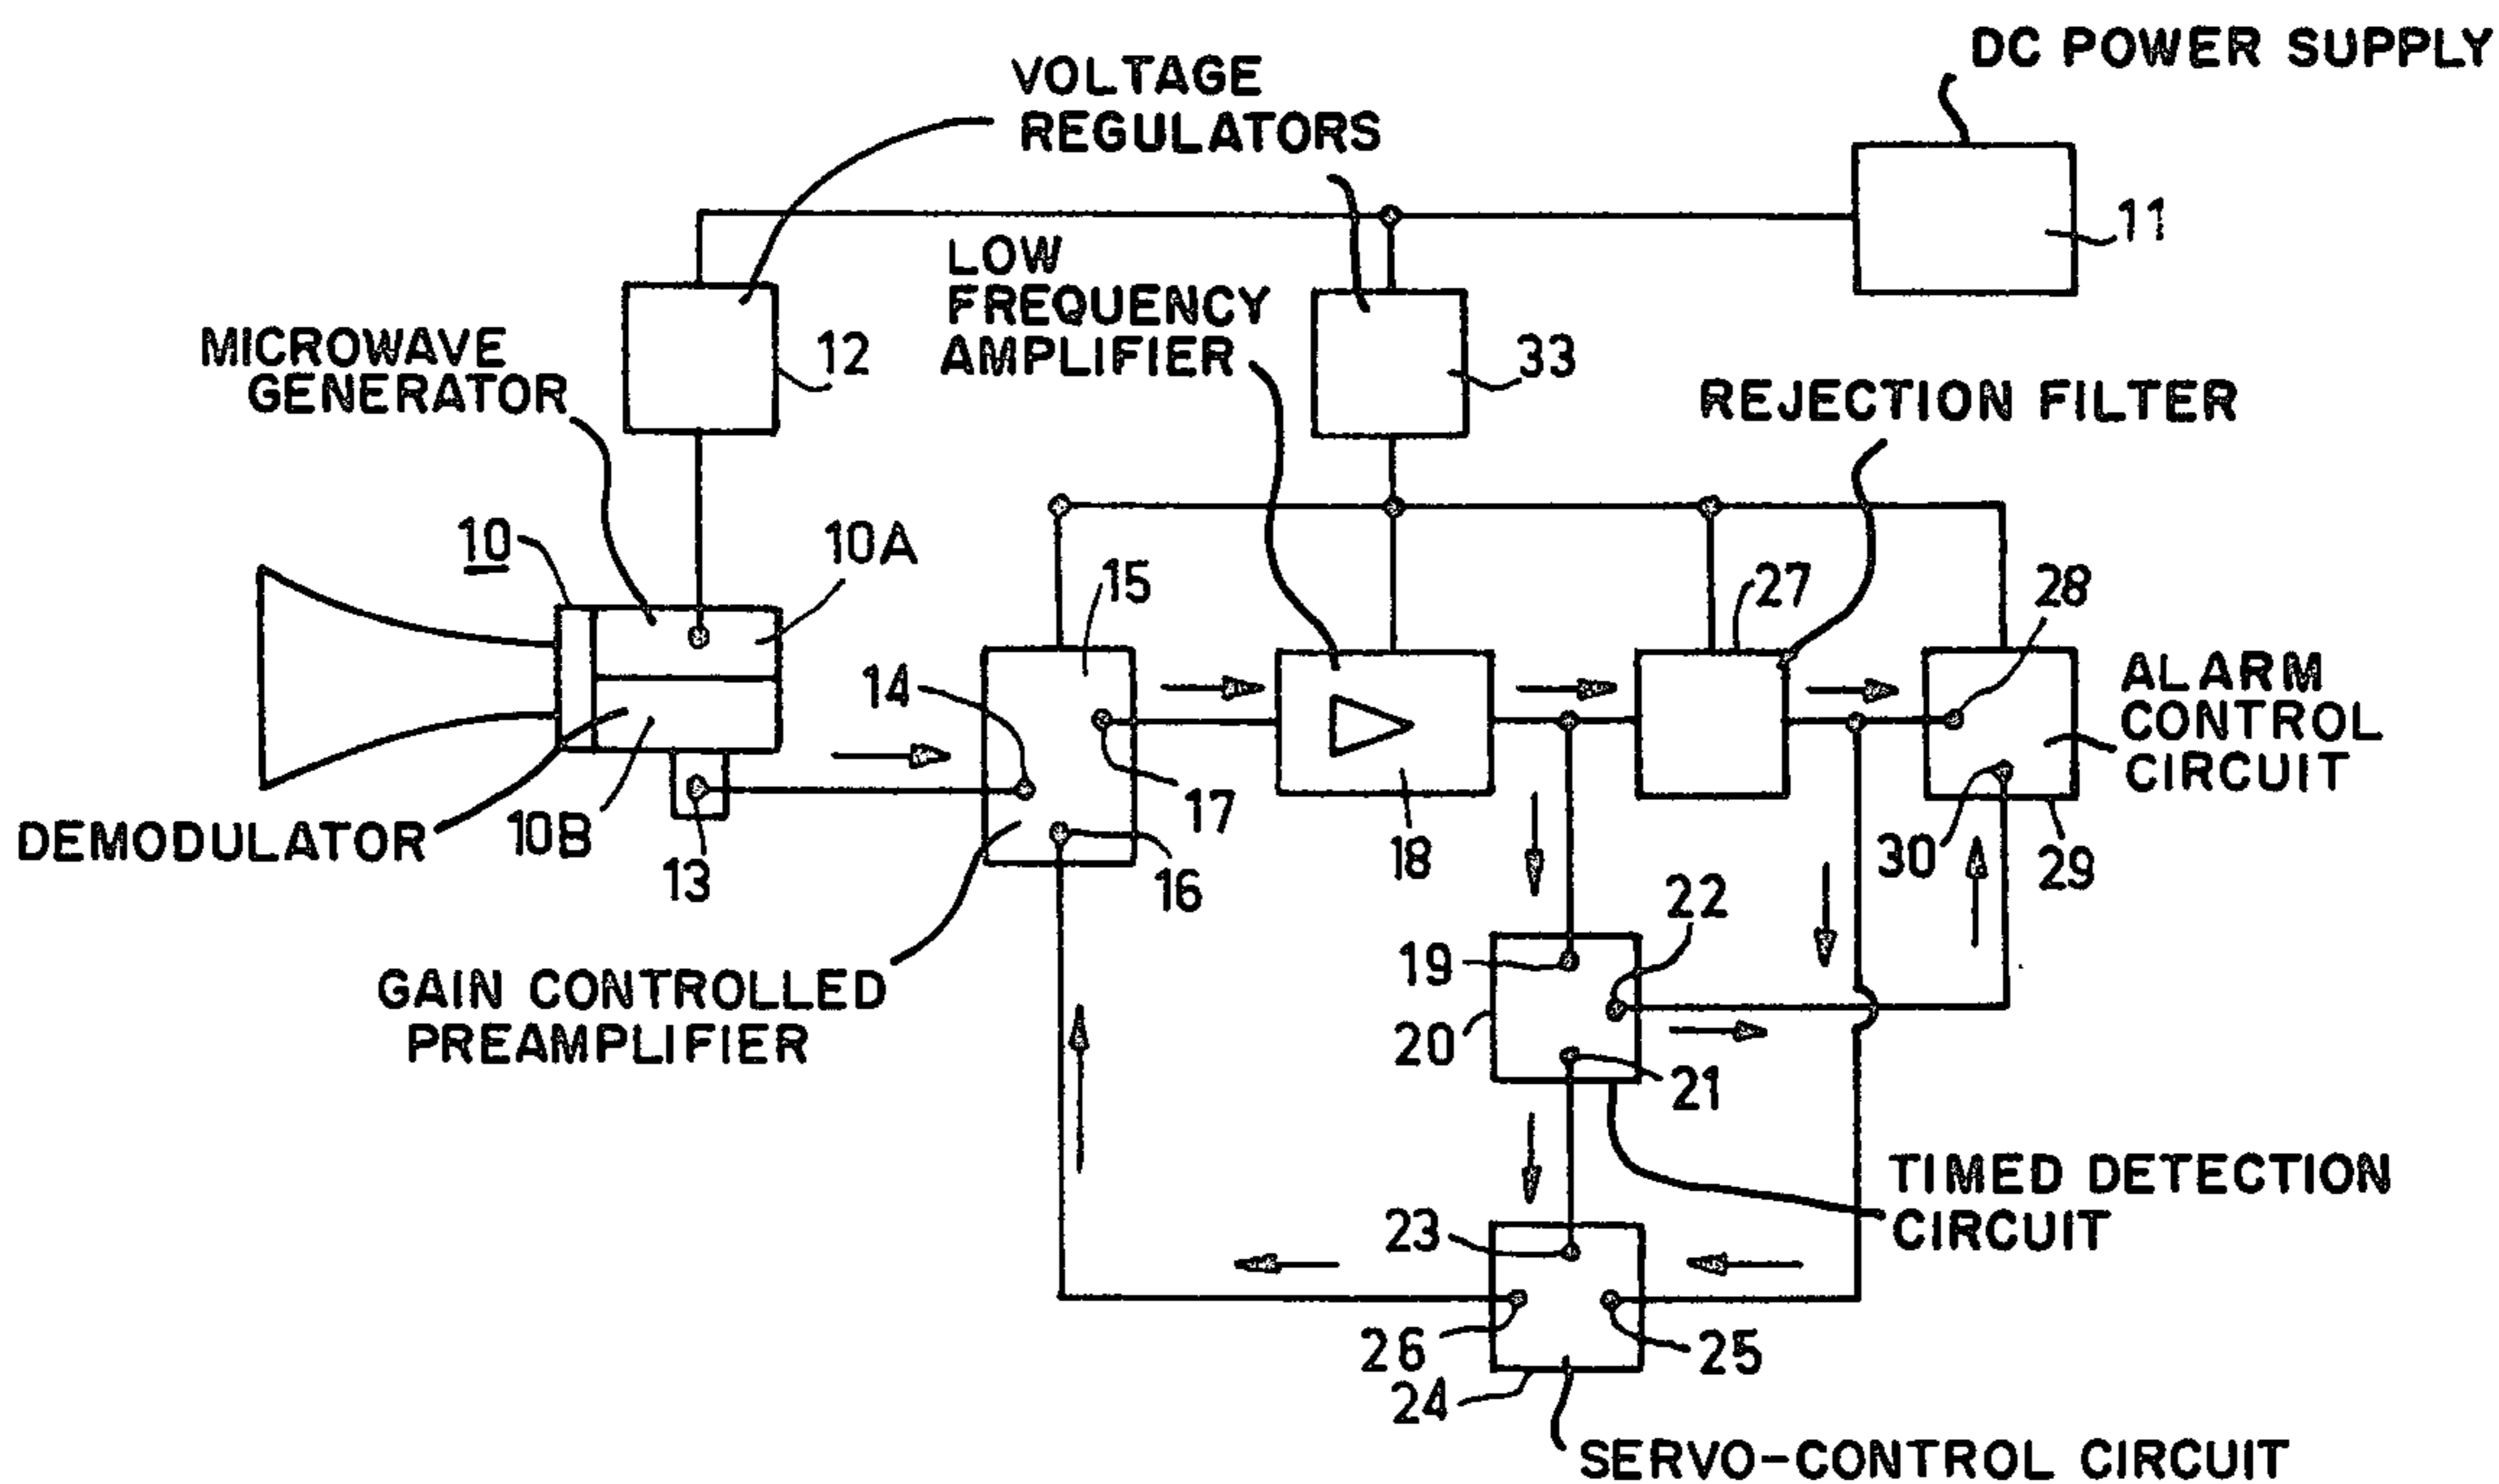 DC POWER SUPPLY
VOLTAGE
REGULATORS
11
LOW
FREQUENCY
AMPLIFIER
MICROWAVE
GENERATOR
12
33
REJECTION FILTER
10
10A
15
27
28
14
ALARM
CONTROL
CIRCUIT
DEMODULATOR
10B
13
17
16
18
30
29
22
19
20
21
GAIN CONTROLLED
PREAMPLIFIER
TIMED DETECTION
CIRCUIT
23
26
25
24
SERVO-CONTROL CIRCUIT